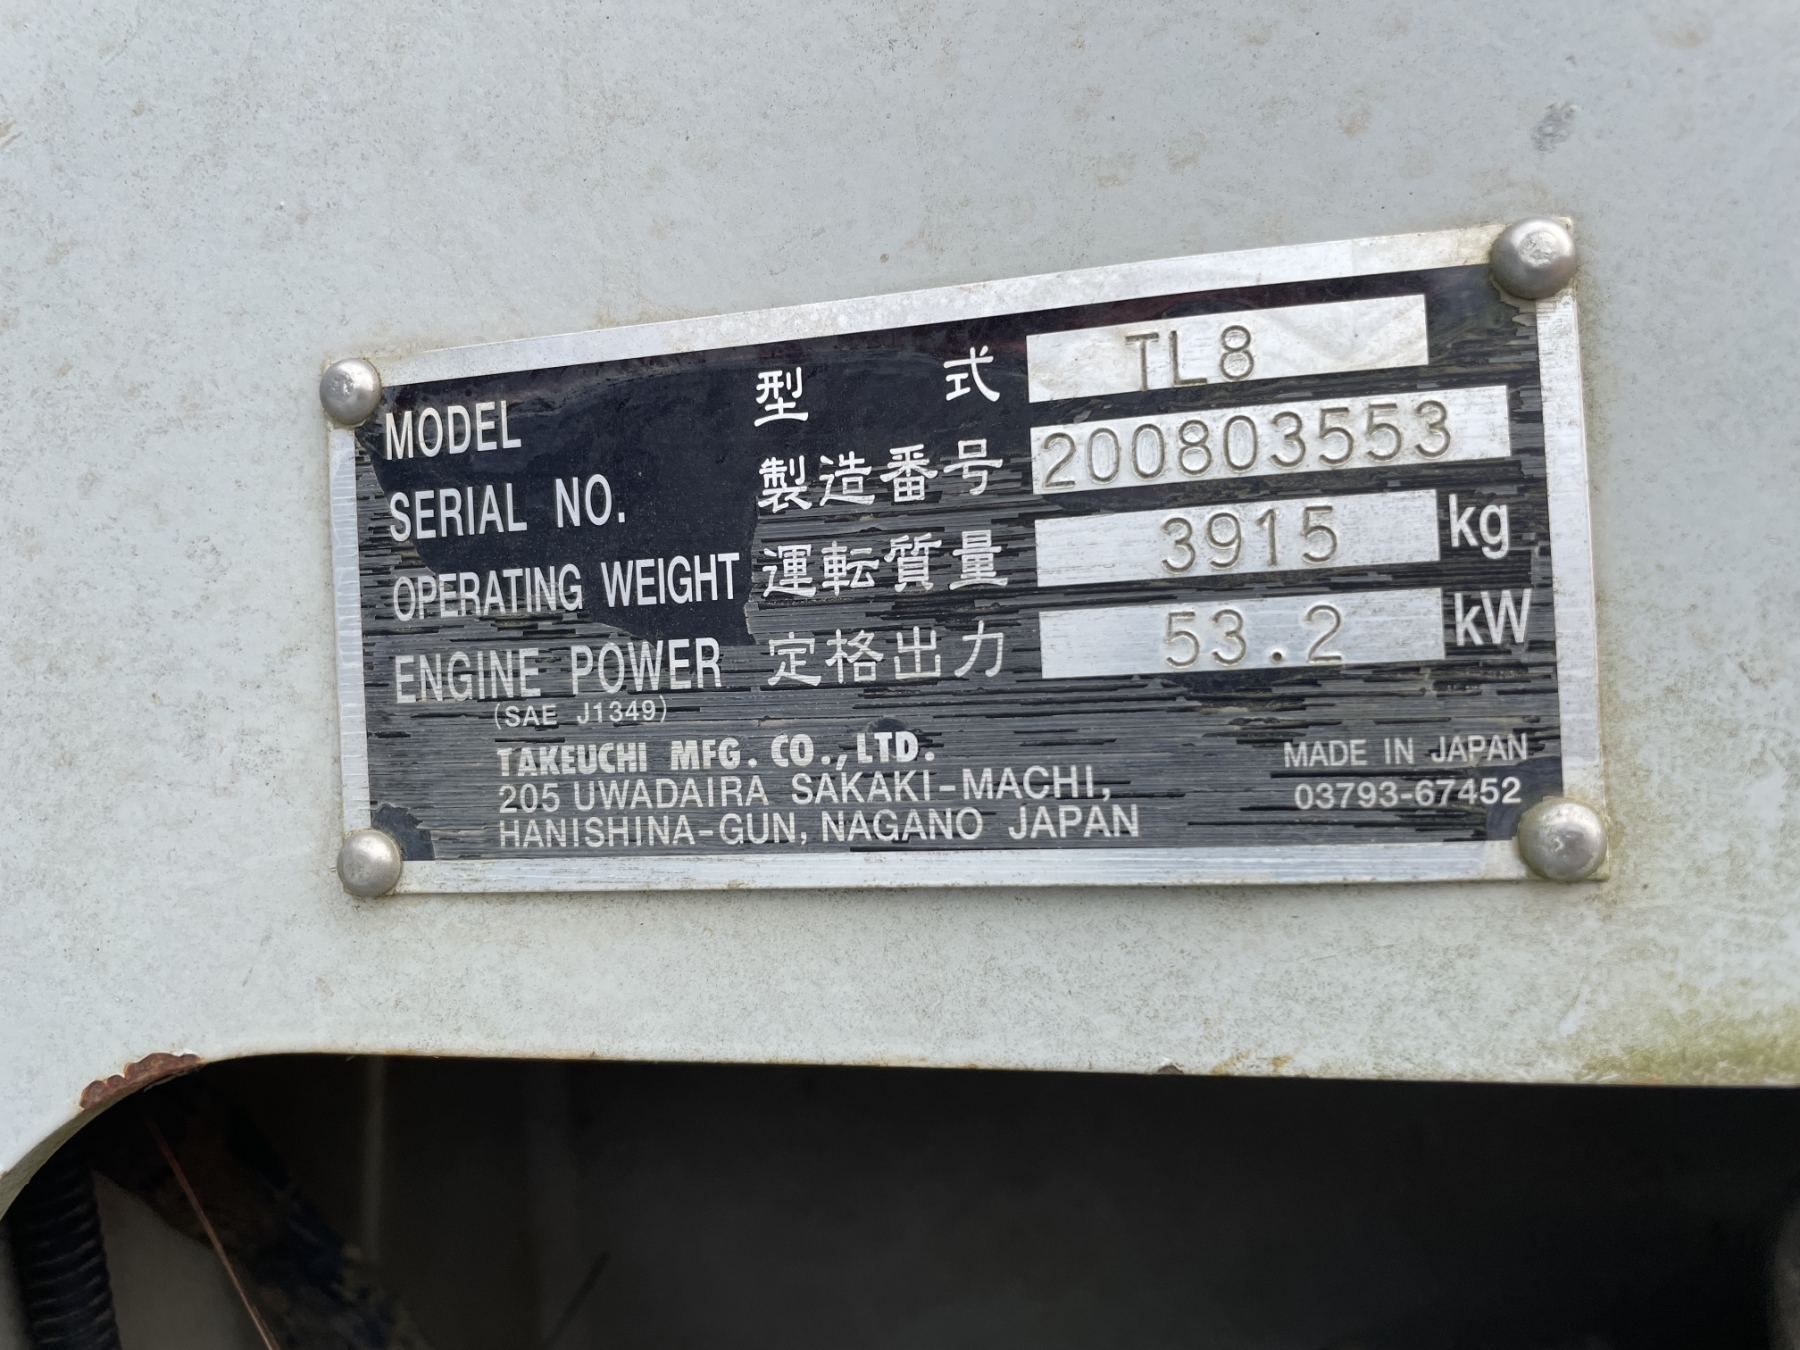 MODEL 型式 TL8
SERIAL NO. 製造番号 200803553
OPERATING WEIGHT 運転質量 3915 kg
ENGINE POWER 定格出力 53.2 kW
(SAE J1349)
TAKEUCHI MFG. CO., LTD.
205 UWADAIRA SAKAKI-MACHI,
HANISHINA-GUN, NAGANO JAPAN
MADE IN JAPAN
03793-67452